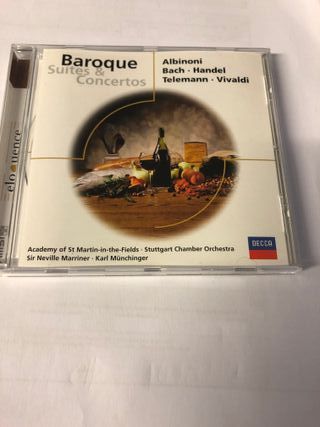 Baroque
Suites &
Concertos
Albinoni
Bach · Handel
Telemann · Vivaldi
eloquence
Academy of St Martin-in-the-Fields · Stuttgart Chamber Orchestra
Sir Neville Marriner · Karl Münchinger
DECCA